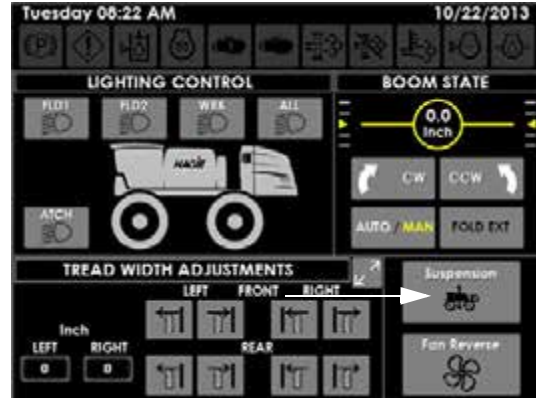 Tuesday 08:22 AM 10/22/2013
LIGHTING CONTROL
BOOM STATE
FLD1 FLD2 WRK ALL
0.0
Inch
HAGIE
CW CCW
ATCH
AUTO / MAN FOLD EXT
TREAD WIDTH ADJUSTMENTS
LEFT FRONT RIGHT
Suspension
Inch
LEFT RIGHT
REAR
Fan Reverse
0 0